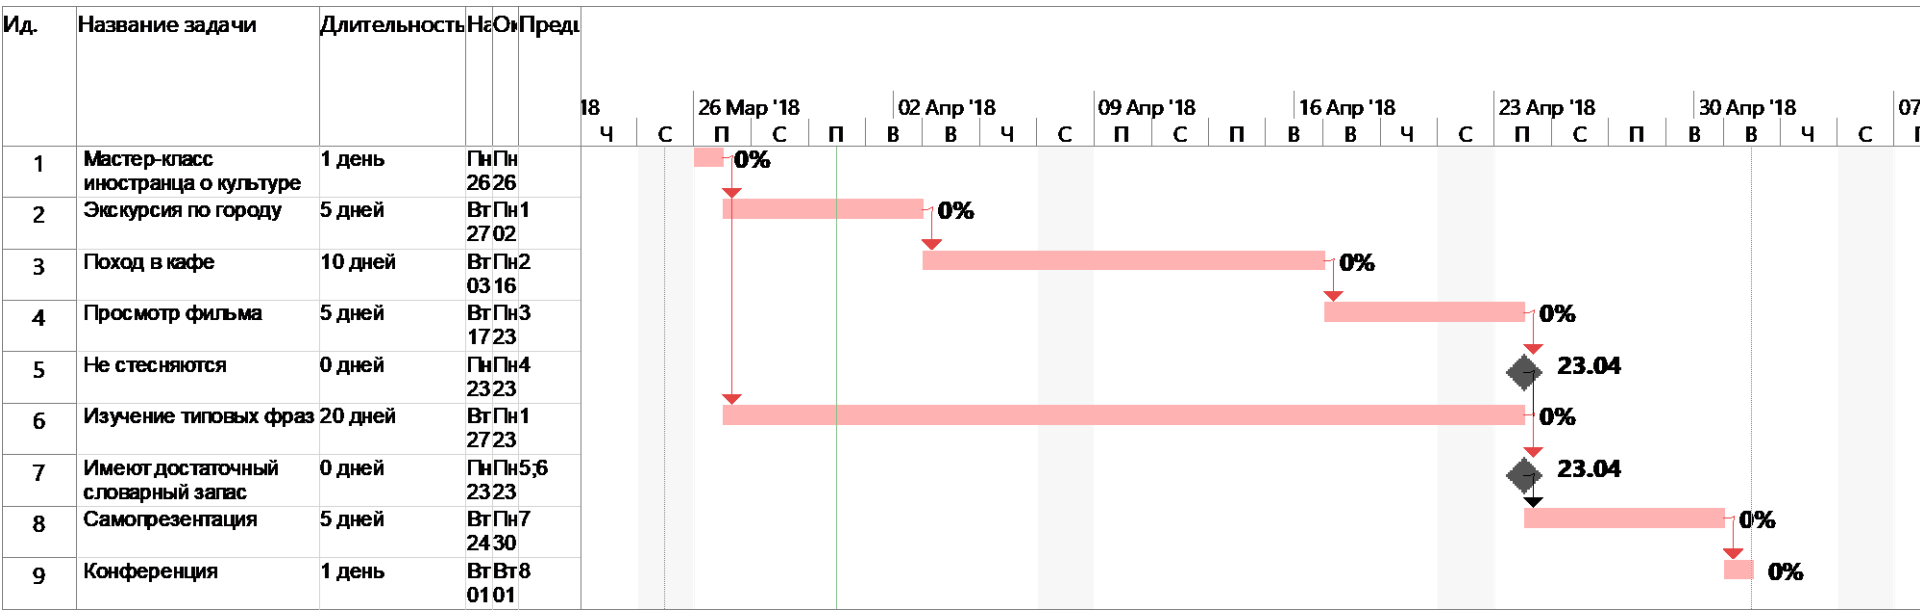 Ид. Название задачи Длительность На Ок Предц
18 26 Мар '18 02 Апр '18 09 Апр '18 16 Апр '18 23 Апр '18 30 Апр '18 07
Ч С П С П В В Ч С П С П В В Ч С П С П В В Ч С П
1 Мастер-класс 1 день Пн Пн 0%
иностранца о культуре 26 26
2 Экскурсия по городу 5 дней Вт Пн 1 0%
27 02
3 Поход в кафе 10 дней Вт Пн 2 0%
03 16
4 Просмотр фильма 5 дней Вт Пн 3 0%
17 23
5 Не стесняются 0 дней Пн Пн 4 23.04
23 23
6 Изучение типовых фраз 20 дней Вт Пн 1 0%
27 23
7 Имеют достаточный 0 дней Пн Пн 5;6 23.04
словарный запас 23 23
8 Самопрезентация 5 дней Вт Пн 7 0%
24 30
9 Конференция 1 день Вт Вт 8 0%
01 01